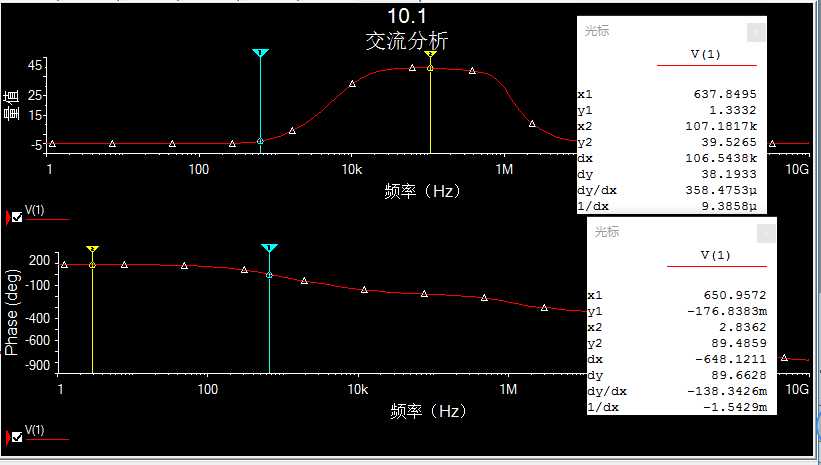 10.1
交流分析
量值
45
25
15
-5
1
100
10k
1M
10G
频率（Hz）
V(1)
光标
V(1)
x1 637.8495
y1 1.3332
x2 107.1817k
y2 39.5265
dx 106.5438k
dy 38.1933
dy/dx 358.4753µ
1/dx 9.3858µ
Phase (deg)
200
-100
-400
-600
-900
1
100
10k
1M
10G
频率（Hz）
V(1)
光标
V(1)
x1 650.9572
y1 -176.8383m
x2 2.8362
y2 89.4859
dx -648.1211
dy 89.6628
dy/dx -138.3426m
1/dx -1.5429m